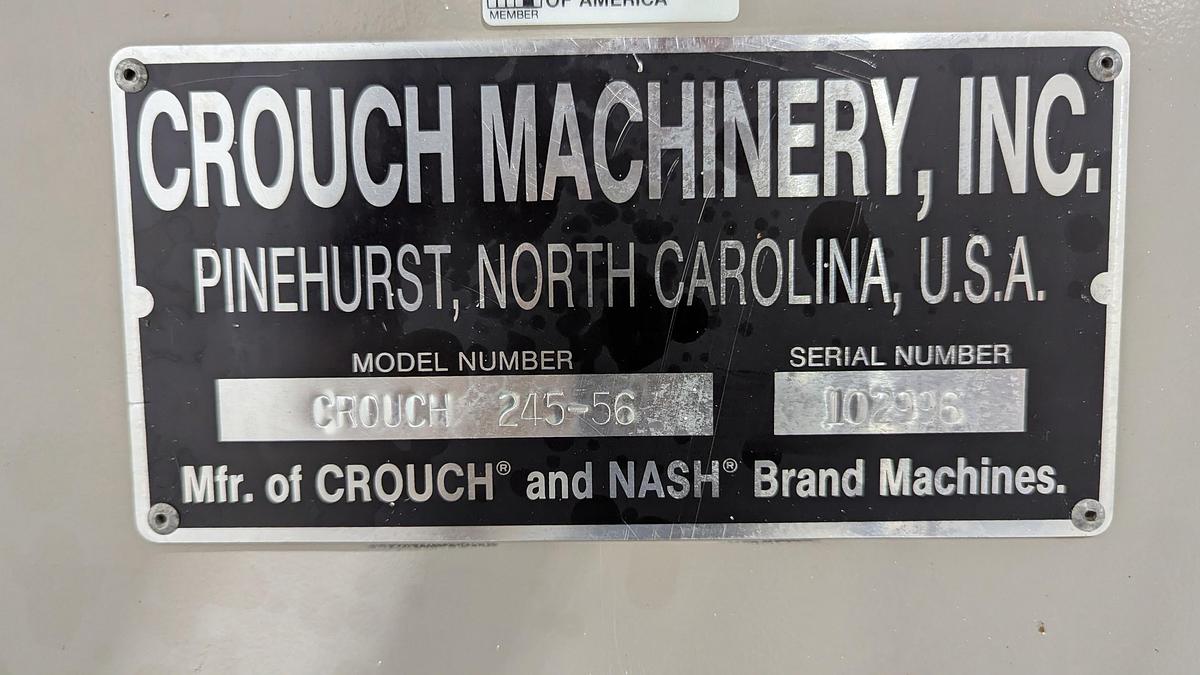 OF AMERICA
MEMBER
CROUCH MACHINERY, INC.
PINEHURST, NORTH CAROLINA, U.S.A.
MODEL NUMBER
SERIAL NUMBER
CROUCH 245-56
102996
Mfr. of CROUCH® and NASH® Brand Machines.